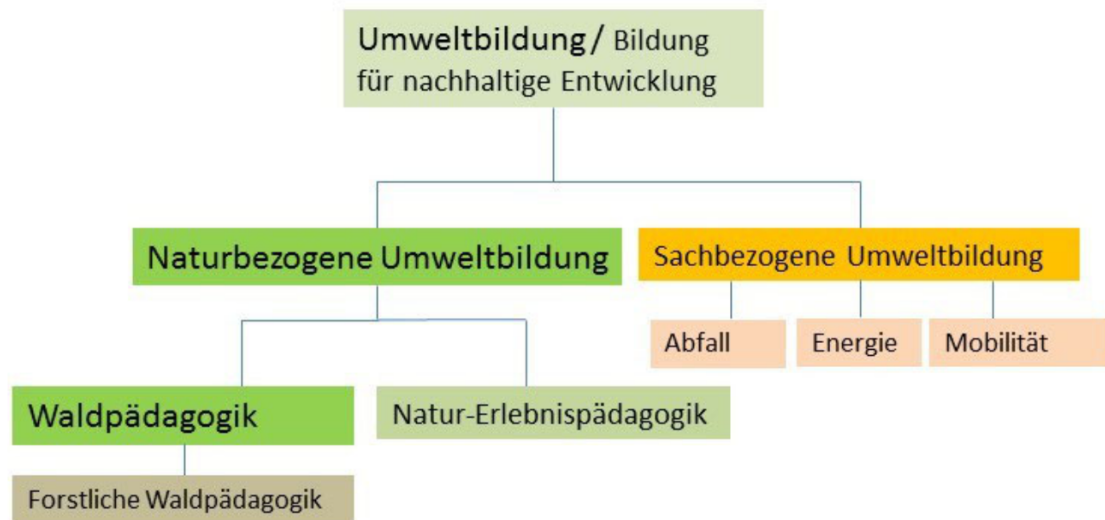 Umweltbildung / Bildung
für nachhaltige Entwicklung
Naturbezogene Umweltbildung
Sachbezogene Umweltbildung
Abfall
Energie
Mobilität
Waldpädagogik
Natur-Erlebnispädagogik
Forstliche Waldpädagogik